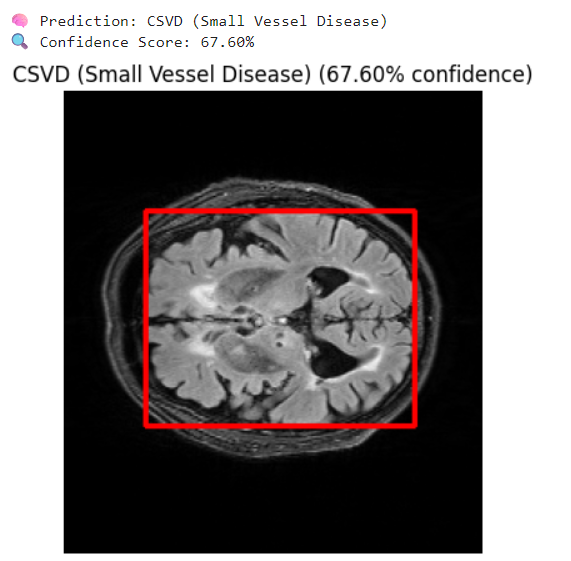 🧠 Prediction: CSVD (Small Vessel Disease)
🔍 Confidence Score: 67.60%
CSVD (Small Vessel Disease) (67.60% confidence)